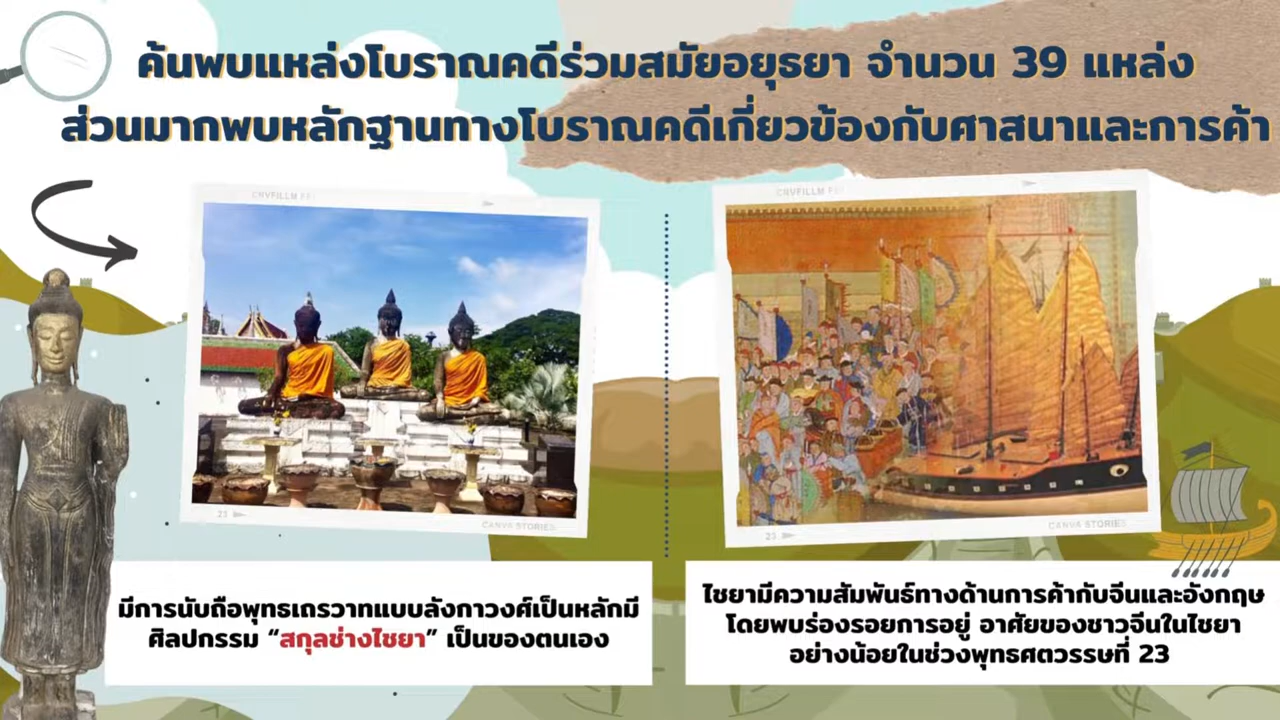 ค้นพบแหล่งโบราณคดีร่วมสมัยอยุธยา จำนวน 39 แหล่ง
ส่วนมากพบหลักฐานทางโบราณคดีเกี่ยวข้องกับศาสนาและการค้า
CNVFILLM
CNVFILLM
23
CANVA STORIES
23
CANVA STORIES
มีการนับถือพุทธเถรวาทแบบลังกาวงศ์เป็นหลักมี
ศิลปกรรม “สกุลช่างไชยา” เป็นของตนเอง
ไชยามีความสัมพันธ์ทางด้านการค้ากับจีนและอังกฤษ
โดยพบร่องรอยการอยู่ อาศัยของชาวจีนในไชยา
อย่างน้อยในช่วงพุทธศตวรรษที่ 23